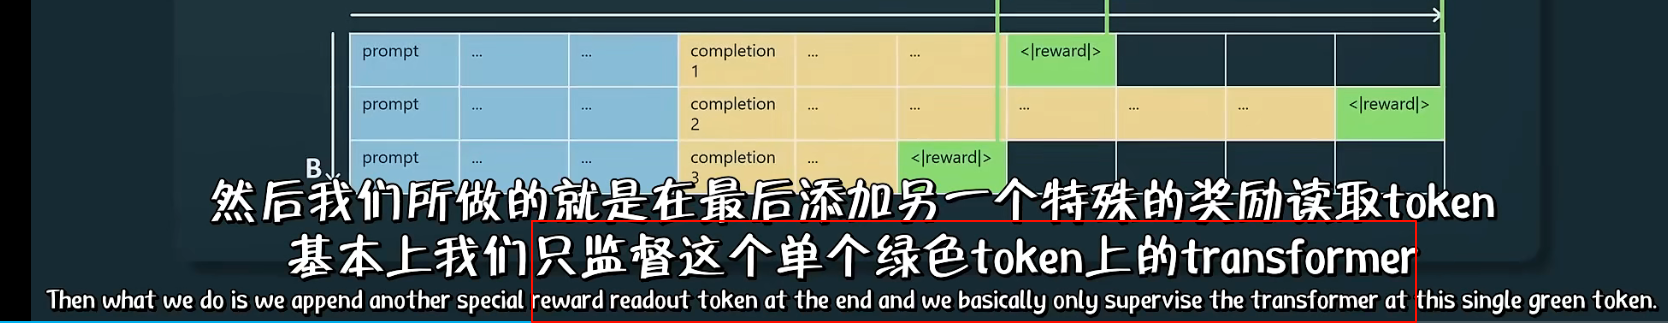 prompt ... ... completion 1 ... ... <|reward|>
prompt ... ... completion 2 ... ... ... ... ... <|reward|>
prompt ... ... completion 3 ... <|reward|>
B
然后我们所做的就是在最后添加另一个特殊的奖励读取token
基本上我们只监督这个单个绿色token上的transformer
Then what we do is we append another special reward readout token at the end and we basically only supervise the transformer at this single green token.